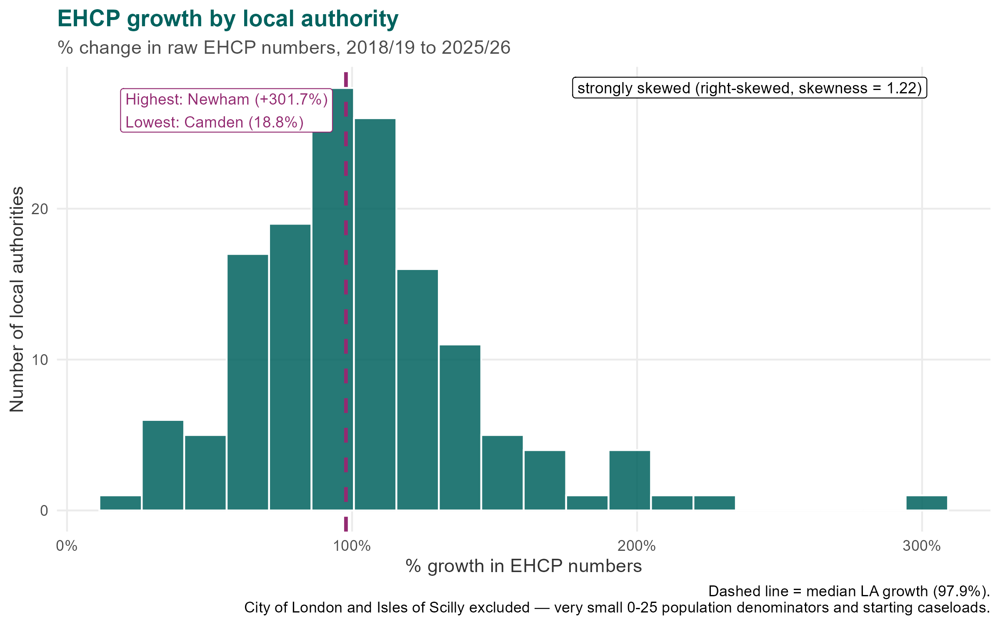 EHCP growth by local authority
% change in raw EHCP numbers, 2018/19 to 2025/26
Highest: Newham (+301.7%)
Lowest: Camden (18.8%)
strongly skewed (right-skewed, skewness = 1.22)
Number of local authorities
20
10
0
0%
100%
200%
300%
% growth in EHCP numbers
Dashed line = median LA growth (97.9%).
City of London and Isles of Scilly excluded — very small 0-25 population denominators and starting caseloads.